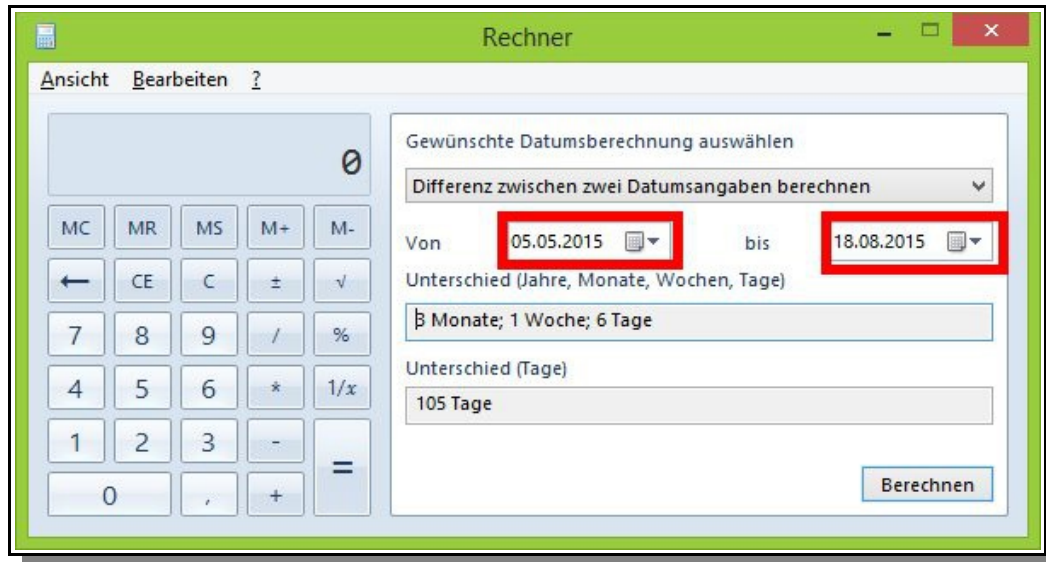 Rechner
Ansicht Bearbeiten ?
0
MC MR MS M+ M-
← CE C ± √
7 8 9 / %
4 5 6 * 1/x
1 2 3 - =
0 , +
Gewünschte Datumsberechnung auswählen
Differenz zwischen zwei Datumsangaben berechnen
Von 05.05.2015 bis 18.08.2015
Unterschied (Jahre, Monate, Wochen, Tage)
3 Monate; 1 Woche; 6 Tage
Unterschied (Tage)
105 Tage
Berechnen